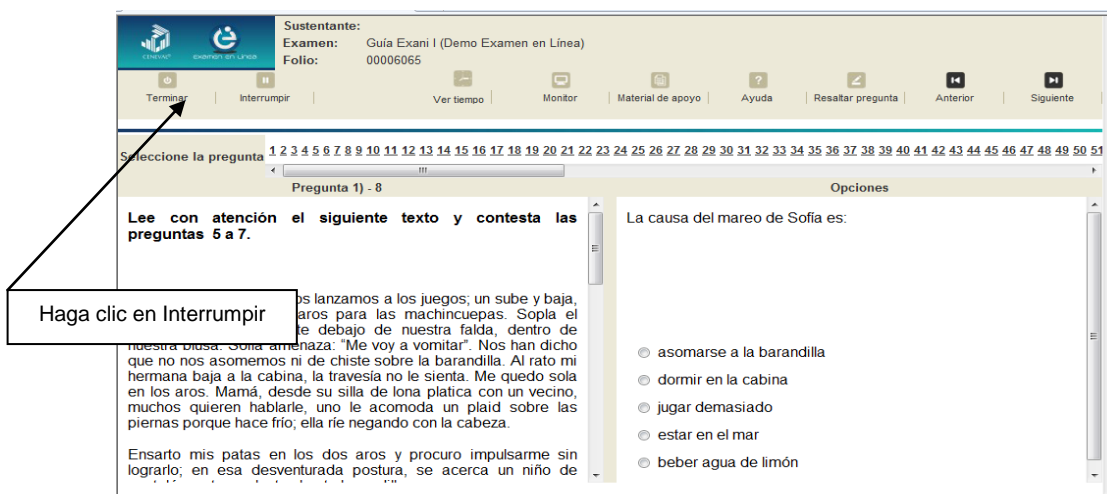 Sustentante:
Examen: Guía Exani I (Demo Examen en Línea)
Folio: 00006065
CENEVAL examen en Línea
Terminar Interrumpir Ver tiempo Monitor Material de apoyo Ayuda Resaltar pregunta Anterior Siguiente
Seleccione la pregunta 1 2 3 4 5 6 7 8 9 10 11 12 13 14 15 16 17 18 19 20 21 22 23 24 25 26 27 28 29 30 31 32 33 34 35 36 37 38 39 40 41 42 43 44 45 46 47 48 49 50 51
Pregunta 1) - 8
Opciones
Lee con atención el siguiente texto y contesta las
preguntas 5 a 7.
os lanzamos a los juegos; un sube y baja,
aros para las machincuepas. Sopla el
te debajo de nuestra falda, dentro de
nuestra blusa. Sofía amenaza: “Me voy a vomitar”. Nos han dicho
que no nos asomemos ni de chiste sobre la barandilla. Al rato mi
hermana baja a la cabina, la travesía no le sienta. Me quedo sola
en los aros. Mamá, desde su silla de lona platica con un vecino,
muchos quieren hablarle, uno le acomoda un plaid sobre las
piernas porque hace frío; ella ríe negando con la cabeza.
Ensarto mis patas en los dos aros y procuro impulsarme sin
lograrlo; en esa desventurada postura, se acerca un niño de
Haga clic en Interrumpir
La causa del mareo de Sofía es:
asomarse a la barandilla
dormir en la cabina
jugar demasiado
estar en el mar
beber agua de limón